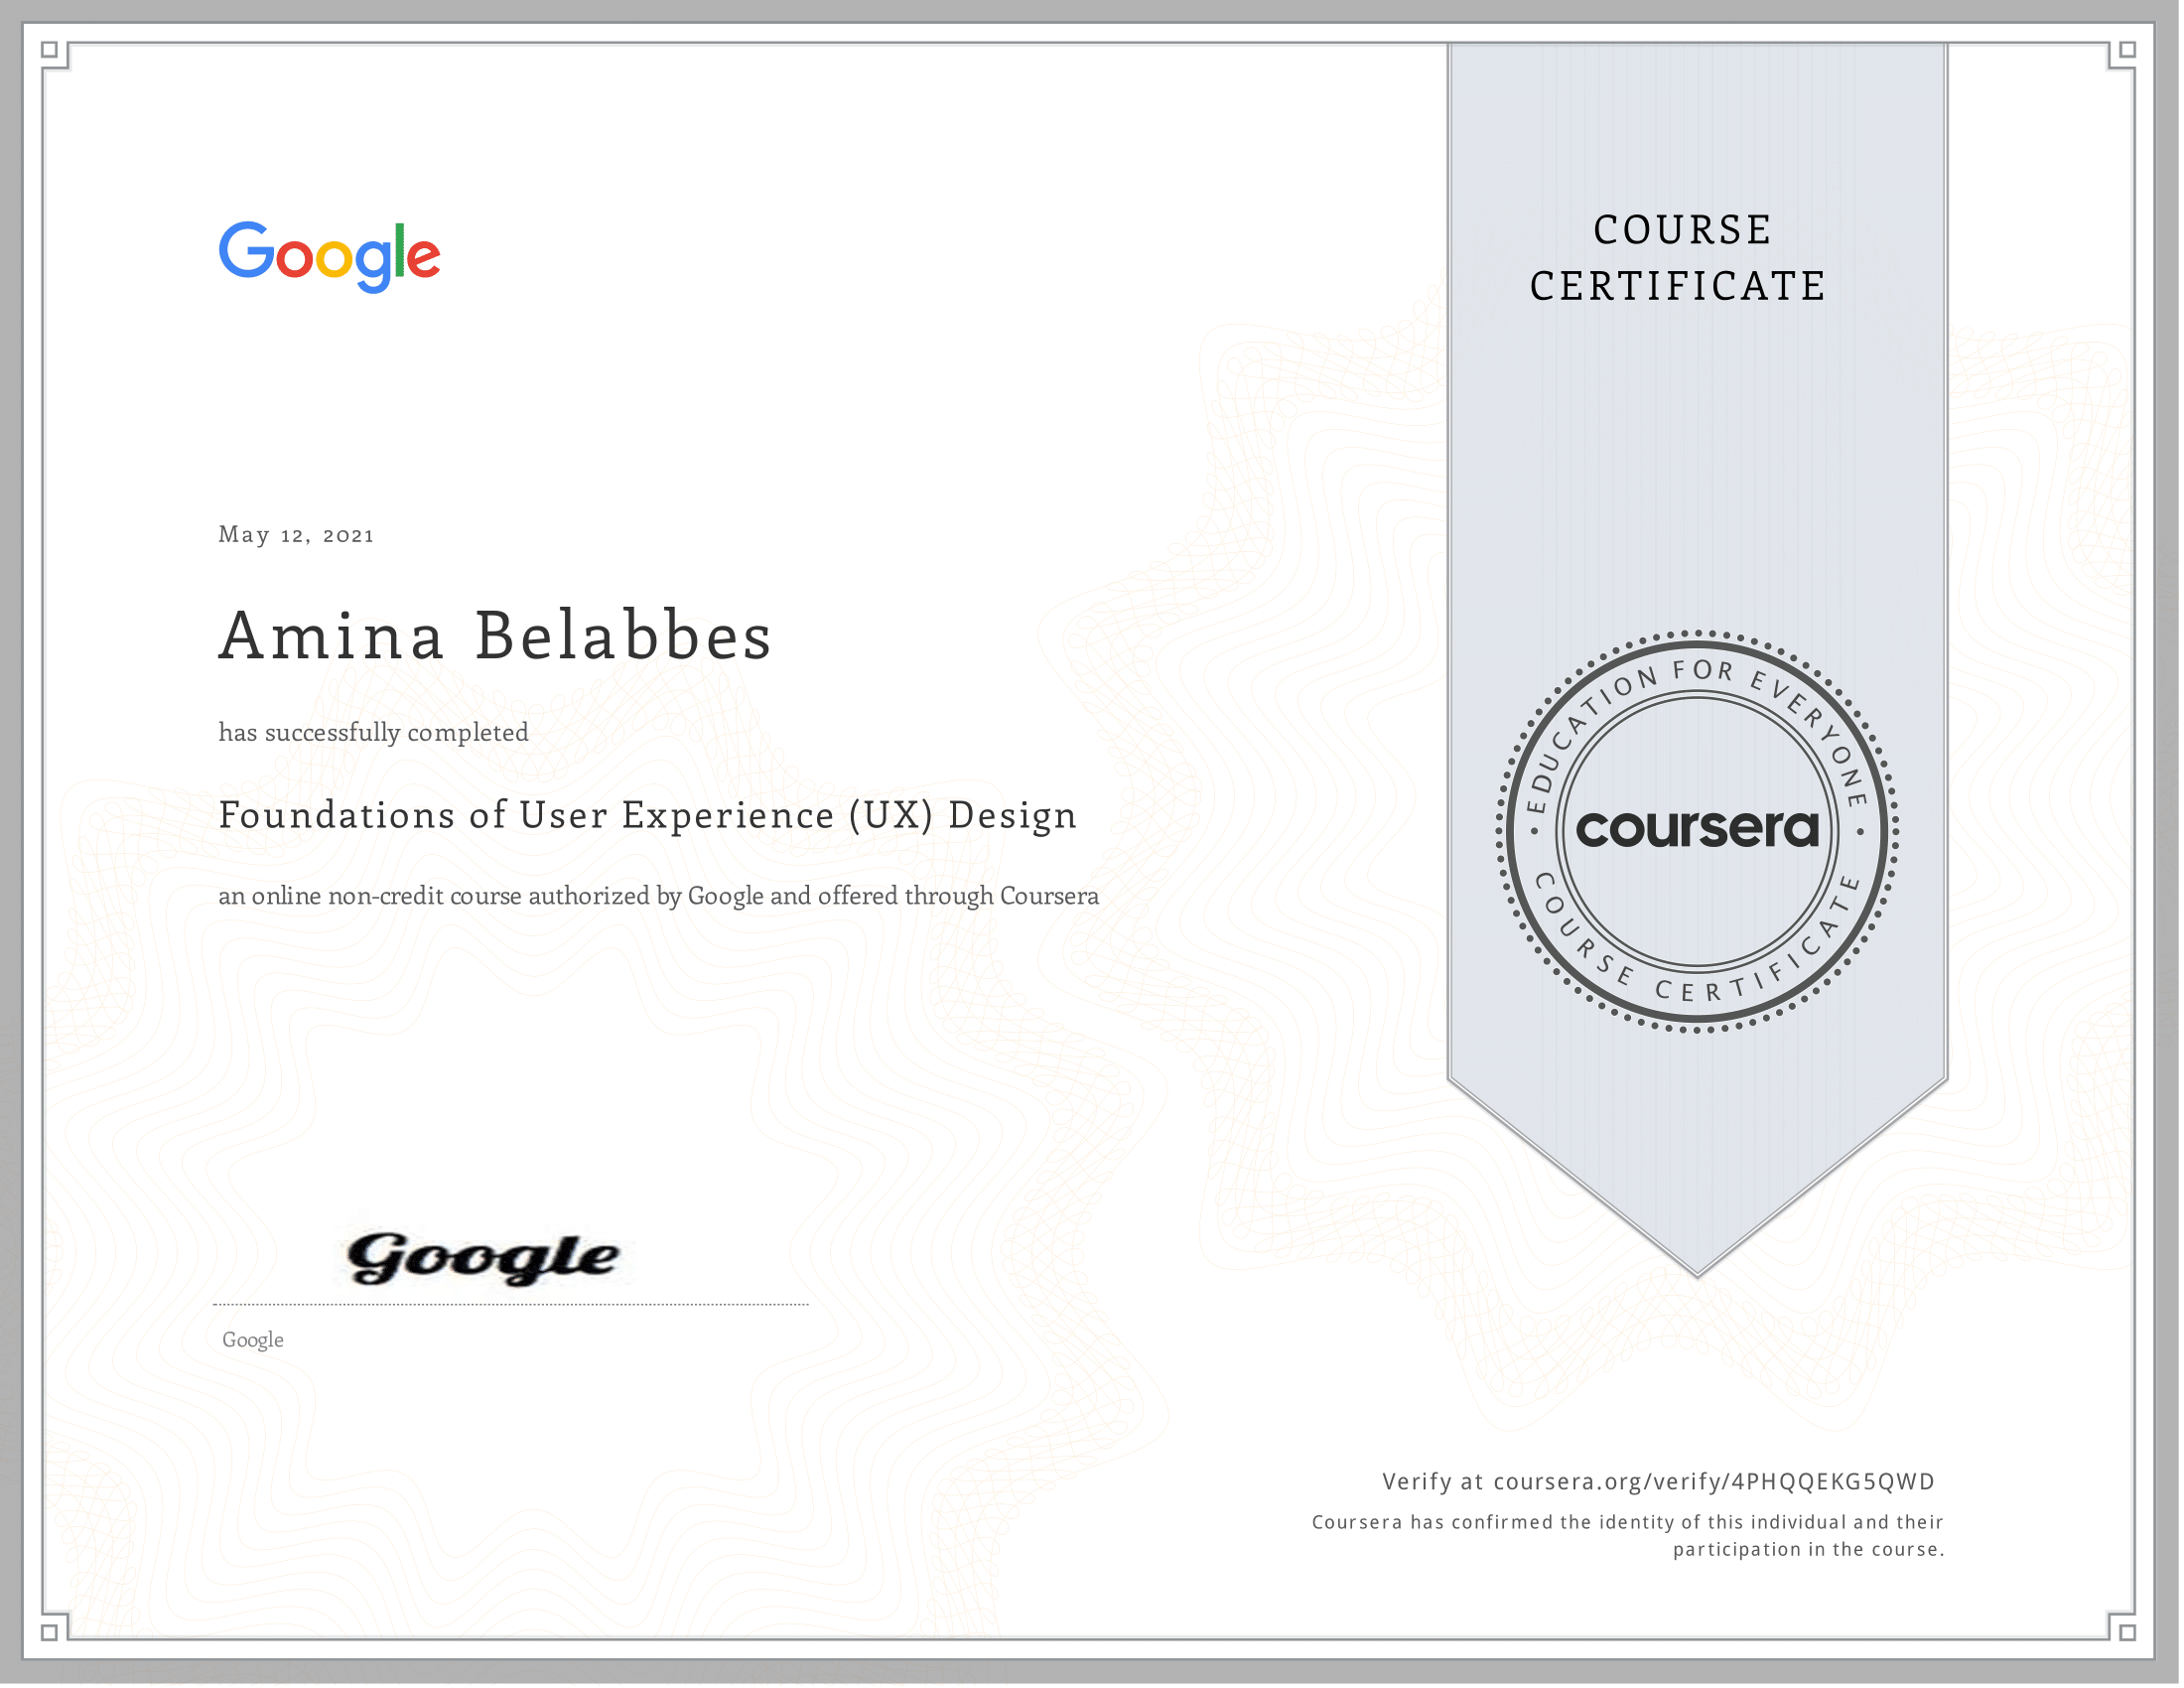 Google
COURSE
CERTIFICATE
May 12, 2021
Amina Belabbes
has successfully completed
Foundations of User Experience (UX) Design
an online non-credit course authorized by Google and offered through Coursera
EDUCATION FOR EVERYONE
coursera
COURSE CERTIFICATE
Google
Google
Verify at coursera.org/verify/4PHQQEKG5QWD
Coursera has confirmed the identity of this individual and their
participation in the course.